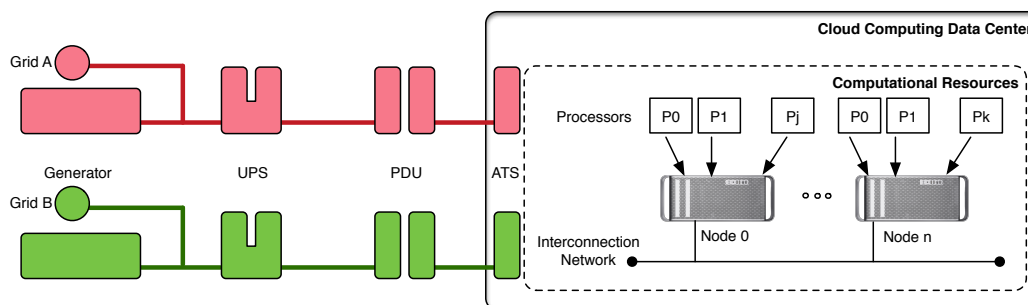 Cloud Computing Data Center
Grid A
Computational Resources
Processors
P0
P1
Pj
P0
P1
Pk
Generator
UPS
PDU
ATS
Grid B
Node 0
Node n
Interconnection
Network